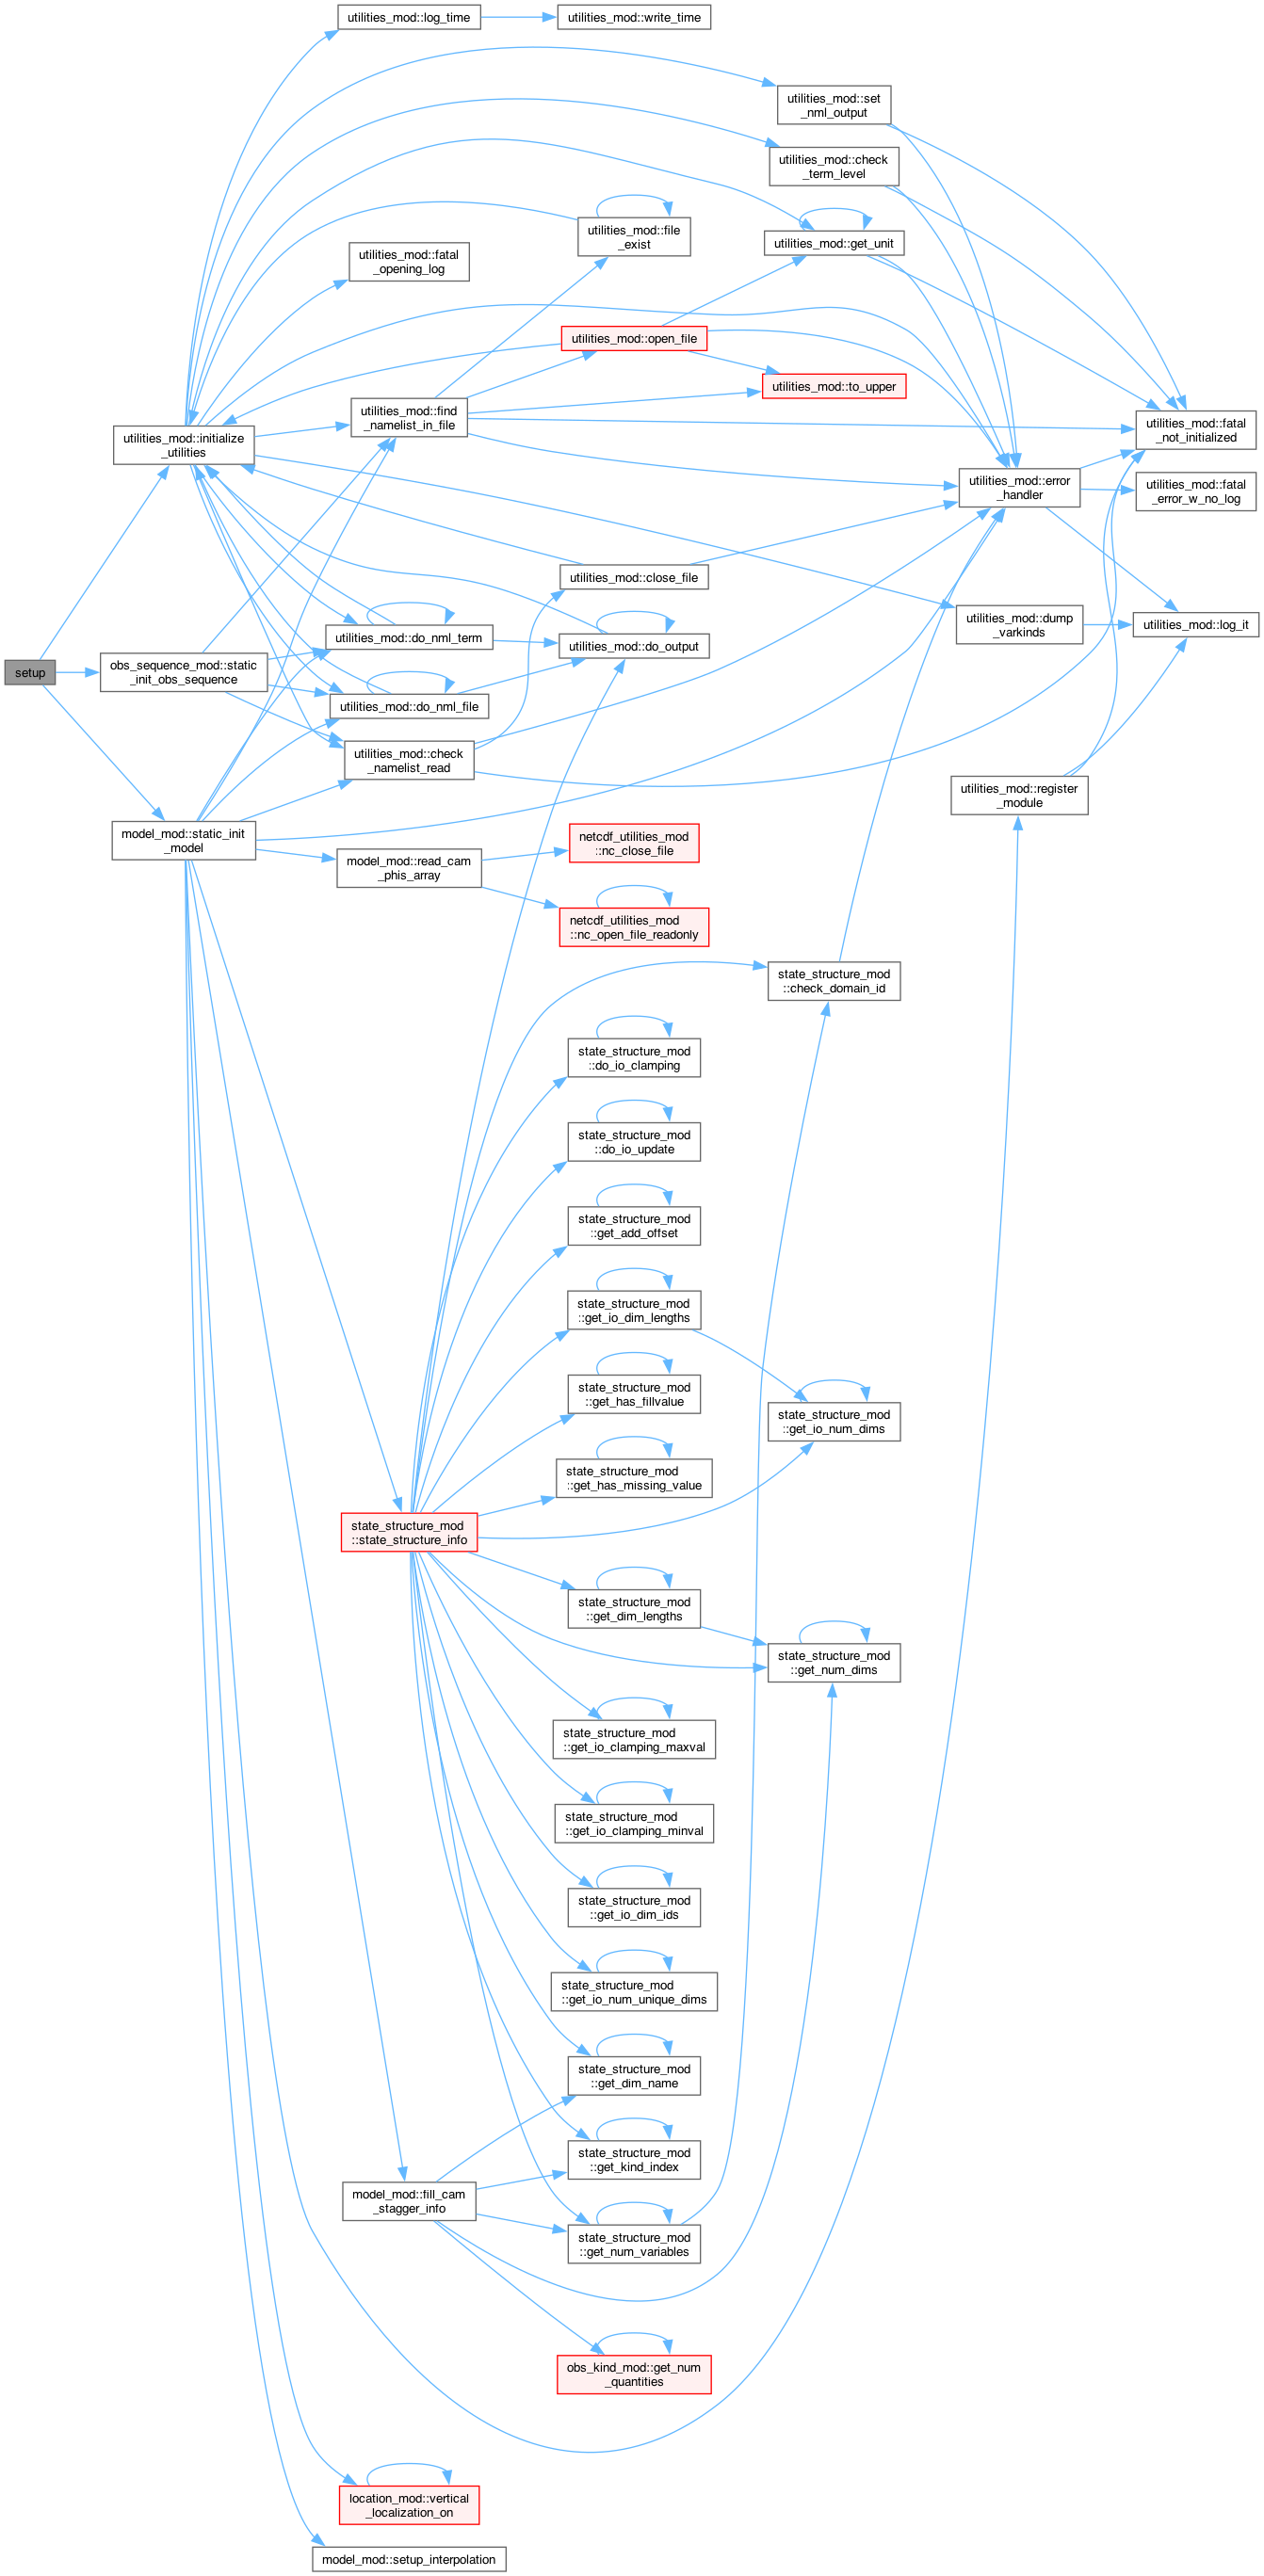 utilities_mod::log_time
utilities_mod::write_time
utilities_mod::set
_nml_output
utilities_mod::check
_term_level
utilities_mod::file
_exist
utilities_mod::get_unit
utilities_mod::fatal
_opening_log
utilities_mod::open_file
utilities_mod::to_upper
utilities_mod::find
_namelist_in_file
utilities_mod::initialize
_utilities
utilities_mod::fatal
_not_initialized
utilities_mod::error
_handler
utilities_mod::fatal
_error_w_no_log
utilities_mod::close_file
utilities_mod::dump
_varkinds
utilities_mod::log_it
utilities_mod::do_nml_term
utilities_mod::do_output
setup
obs_sequence_mod::static
_init_obs_sequence
utilities_mod::do_nml_file
utilities_mod::check
_namelist_read
utilities_mod::register
_module
model_mod::static_init
_model
netcdf_utilities_mod
::nc_close_file
model_mod::read_cam
_phis_array
netcdf_utilities_mod
::nc_open_file_readonly
state_structure_mod
::check_domain_id
state_structure_mod
::do_io_clamping
state_structure_mod
::do_io_update
state_structure_mod
::get_add_offset
state_structure_mod
::get_io_dim_lengths
state_structure_mod
::get_has_fillvalue
state_structure_mod
::get_io_num_dims
state_structure_mod
::get_has_missing_value
state_structure_mod
::state_structure_info
state_structure_mod
::get_dim_lengths
state_structure_mod
::get_num_dims
state_structure_mod
::get_io_clamping_maxval
state_structure_mod
::get_io_clamping_minval
state_structure_mod
::get_io_dim_ids
state_structure_mod
::get_io_num_unique_dims
state_structure_mod
::get_dim_name
state_structure_mod
::get_kind_index
model_mod::fill_cam
_stagger_info
state_structure_mod
::get_num_variables
obs_kind_mod::get_num
_quantities
location_mod::vertical
_localization_on
model_mod::setup_interpolation